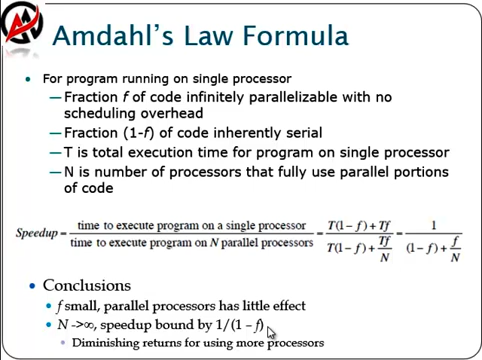 Amdahl's Law Formula
• For program running on single processor
— Fraction f of code infinitely parallelizable with no
scheduling overhead
— Fraction (1-f) of code inherently serial
— T is total execution time for program on single processor
— N is number of processors that fully use parallel portions
of code
Speedup = time to execute program on a single processor / time to execute program on N parallel processors = T(1 − f) + Tf / T(1 − f) + Tf/N = 1 / (1 − f) + f/N
• Conclusions
• f small, parallel processors has little effect
• N ->∞, speedup bound by 1/(1 – f)
• Diminishing returns for using more processors